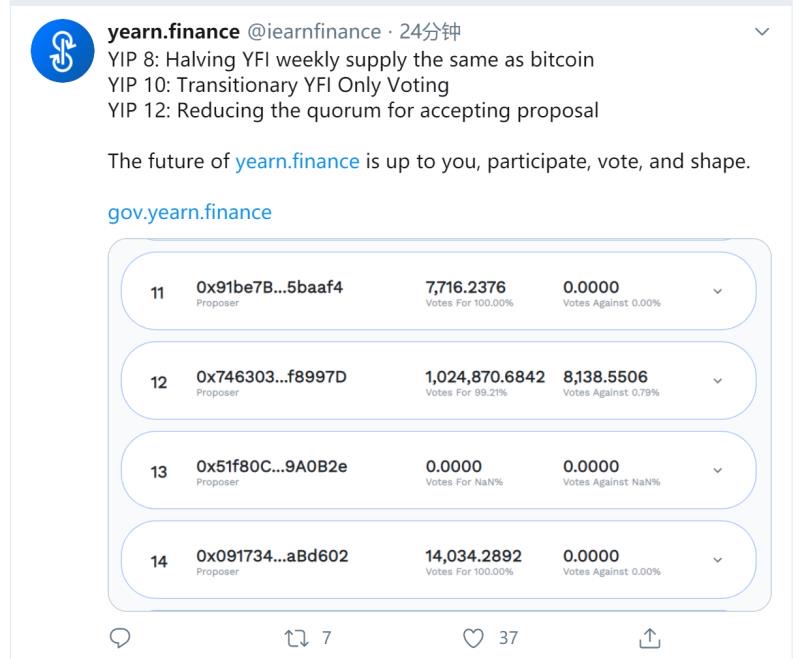 yearn.finance @iearnfinance · 24分钟
YIP 8: Halving YFI weekly supply the same as bitcoin
YIP 10: Transitionary YFI Only Voting
YIP 12: Reducing the quorum for accepting proposal
The future of yearn.finance is up to you, participate, vote, and shape.
gov.yearn.finance
11 0x91be7B...5baaf4 7,716.2376 0.0000
Proposer Votes For 100.00% Votes Against 0.00%
12 0x746303...f8997D 1,024,870.6842 8,138.5506
Proposer Votes For 99.21% Votes Against 0.79%
13 0x51f80C...9A0B2e 0.0000 0.0000
Proposer Votes For NaN% Votes Against NaN%
14 0x091734...aBd602 14,034.2892 0.0000
Proposer Votes For 100.00% Votes Against 0.00%
7 37